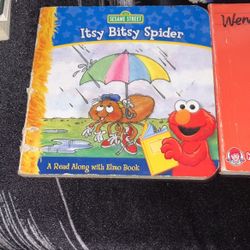 SESAME STREET
Itsy Bitsy Spider
A Read Along with Elmo Book
Wen